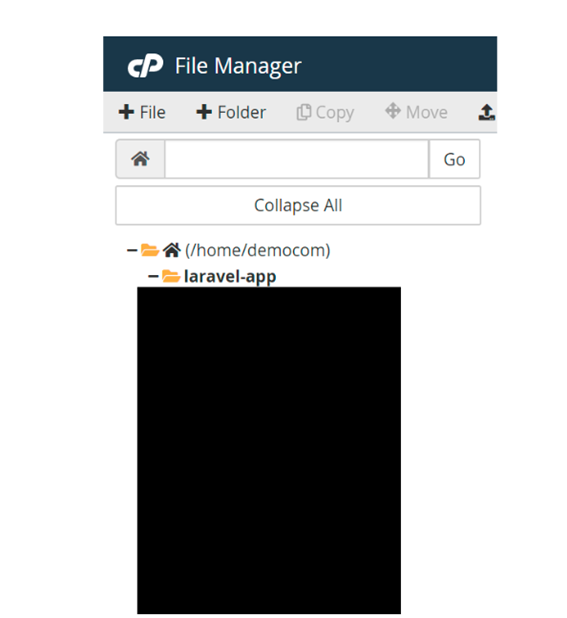 cP File Manager
+ File + Folder Copy Move
Go
Collapse All
(/home/democom)
laravel-app